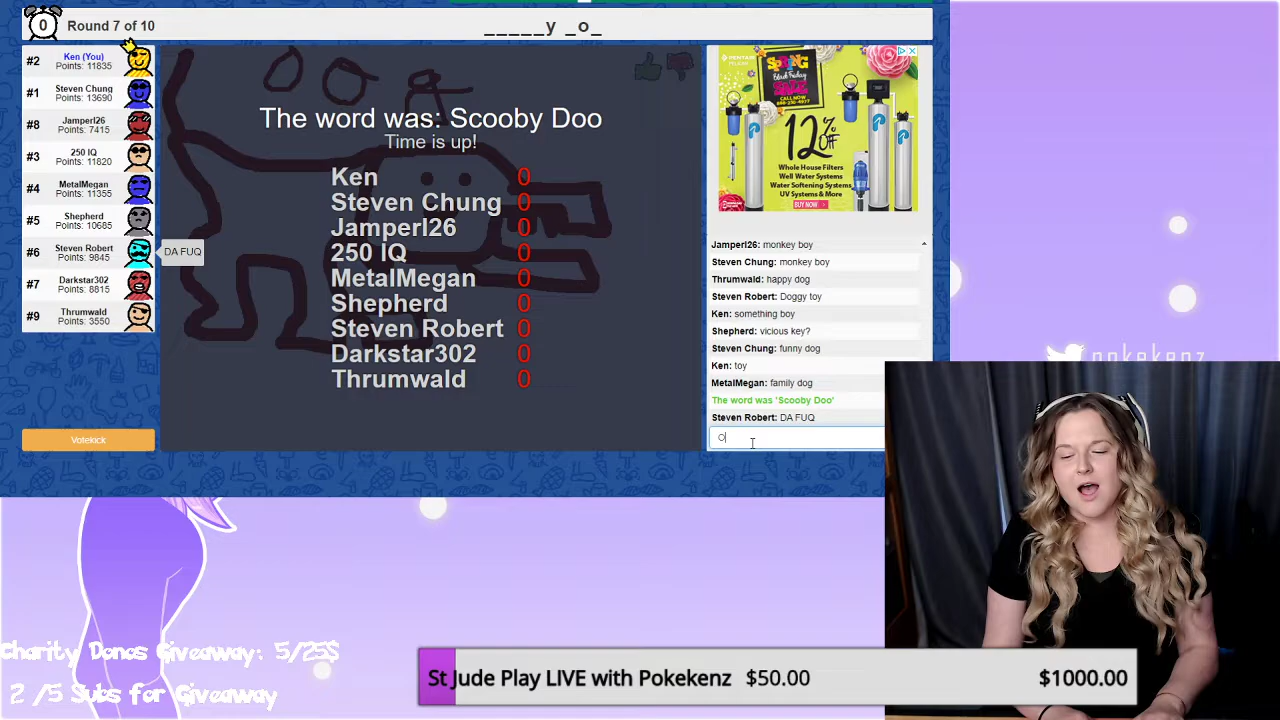 0
Round 7 of 10
_____y _o_
#2 Ken (You)
Points: 11835
#1 Steven Chung
Points: 13690
#8 Jamperl26
Points: 7415
#3 250 IQ
Points: 11820
#4 MetalMegan
Points: 11355
#5 Shepherd
Points: 10685
#6 Steven Robert
Points: 9845
DA FUQ
#7 Darkstar302
Points: 8815
#9 Thrumwald
Points: 3550
Votekick
The word was: Scooby Doo
Time is up!
Ken 0
Steven Chung 0
Jamperl26 0
250 IQ 0
MetalMegan 0
Shepherd 0
Steven Robert 0
Darkstar302 0
Thrumwald 0
PENTAIR
SPRING
Black Friday
SALE
CALL NOW
12% OFF
Whole House Filters
Well Water Systems
Water Softening Systems
UV Systems & More
BUY NOW
Jamperl26: monkey boy
Steven Chung: monkey boy
Thrumwald: happy dog
Steven Robert: Doggy toy
Ken: something boy
Shepherd: vicious key?
Steven Chung: funny dog
Ken: toy
MetalMegan: family dog
The word was 'Scooby Doo'
Steven Robert: DA FUQ
O
pokekenz
Charity Donos Giveaway: 5/25$
2 /5 Subs for Giveaway
St Jude Play LIVE with Pokekenz $50.00 $1000.00